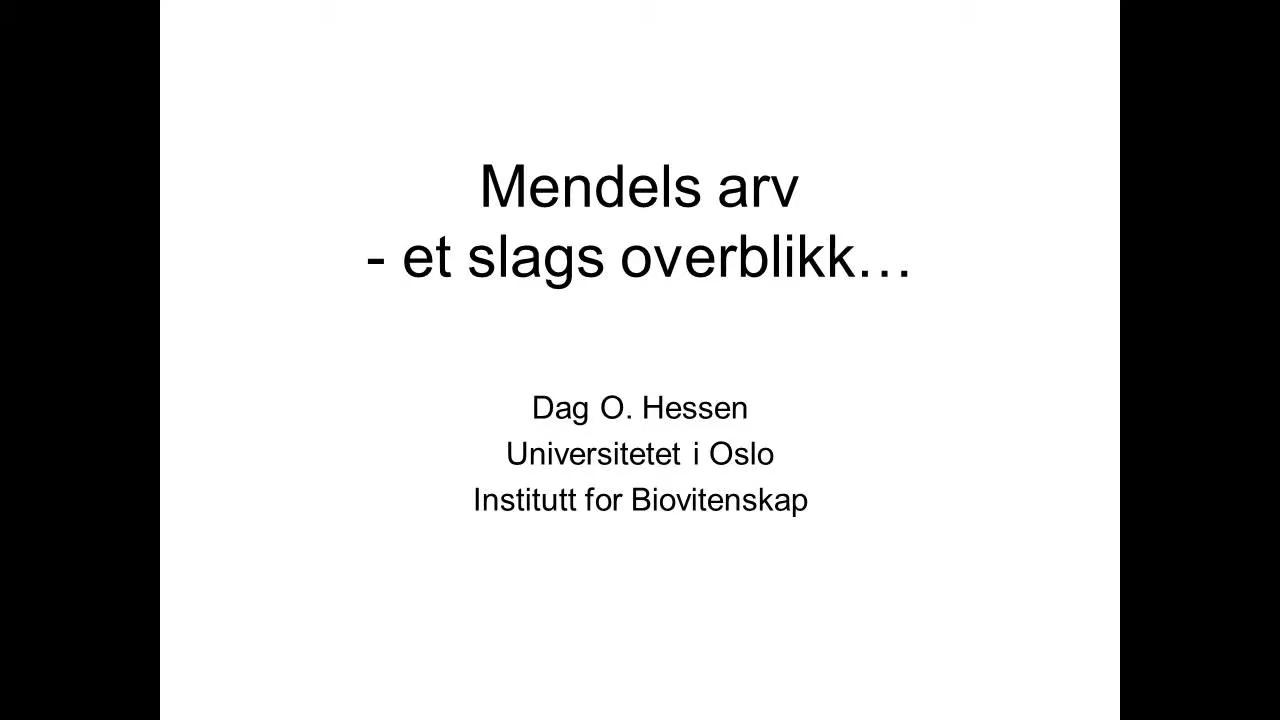 Mendels arv
- et slags overblikk…
Dag O. Hessen
Universitetet i Oslo
Institutt for Biovitenskap